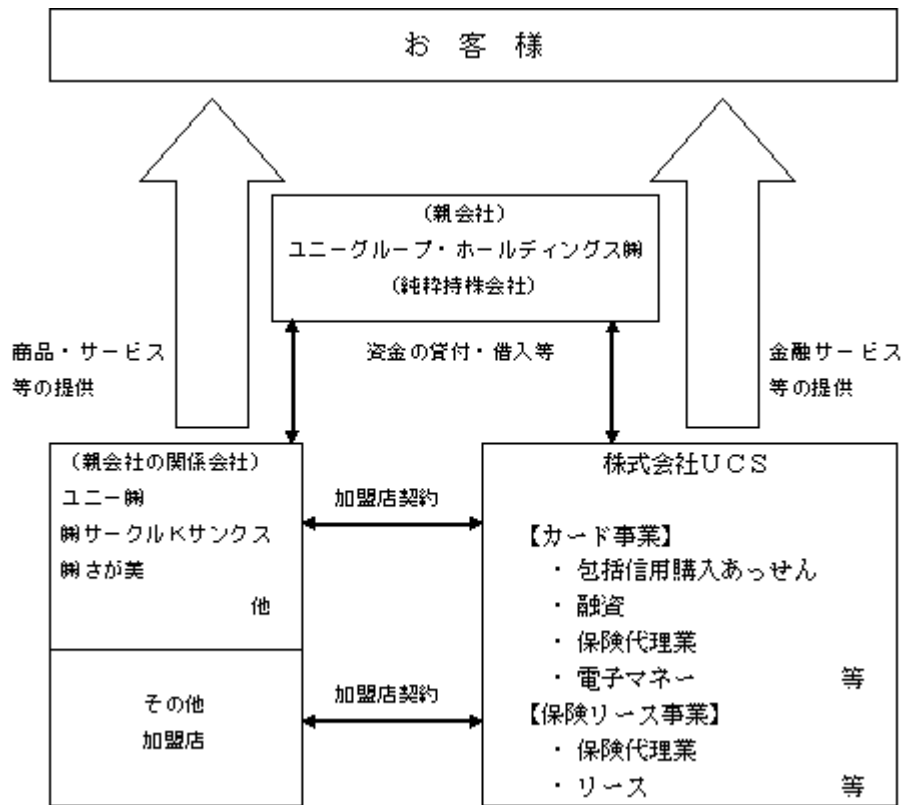 お 客 様
(親会社)
ユニーグループ・ホールディングス㈱
(純粋持株会社)
商品・サービス
等の提供
資金の貸付・借入等
金融サービス
等の提供
(親会社の関係会社)
ユニー㈱
㈱サークルKサンクス
㈱さが美
他
加盟店契約
株式会社UCS
【カード事業】
・ 包括信用購入あっせん
・ 融資
・ 保険代理業
・ 電子マネー 等
その他
加盟店
加盟店契約
【保険リース事業】
・ 保険代理業
・ リース 等